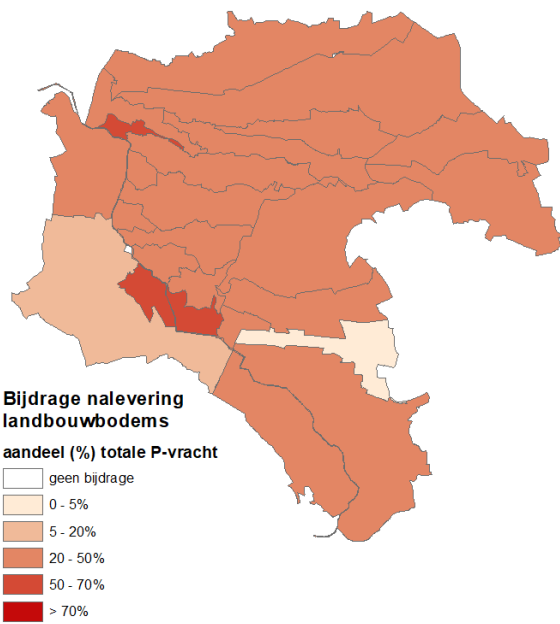 Bijdrage nalevering
landbouwbodems
aandeel (%) totale P-vracht
geen bijdrage
0 - 5%
5 - 20%
20 - 50%
50 - 70%
> 70%